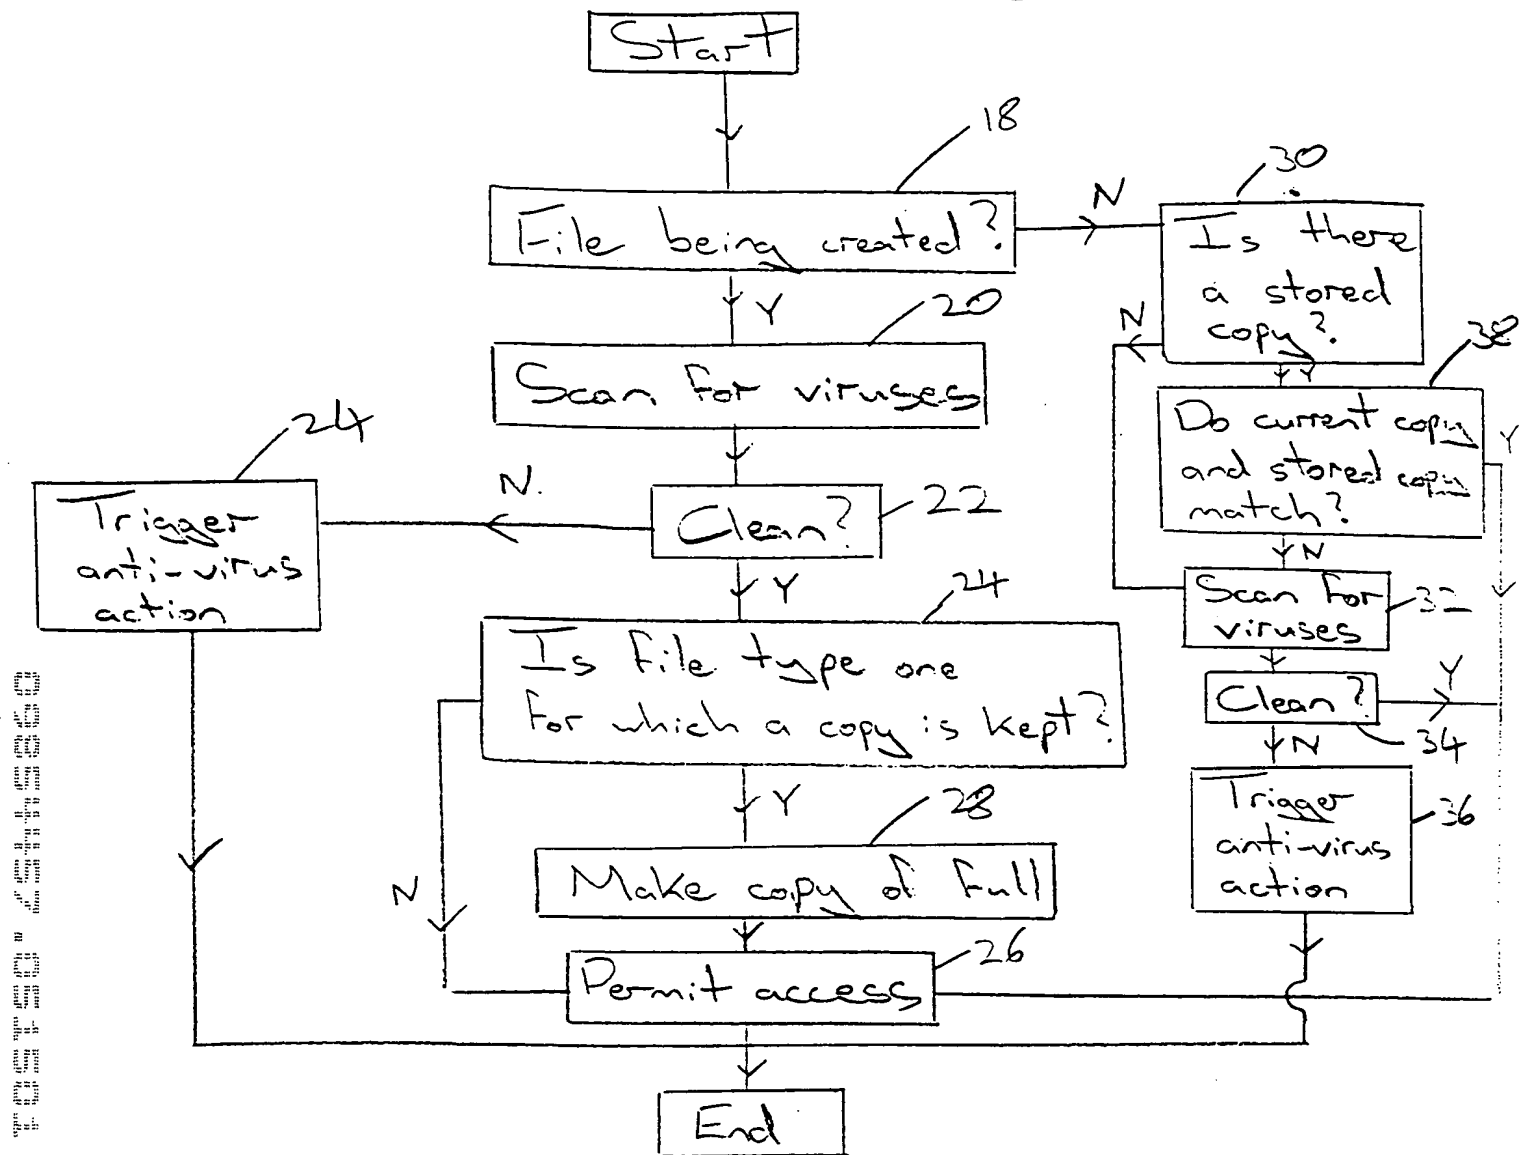 Start
18
File being created?
N
30
Is there
a stored
copy?
Y
20
N
Y
38
Scan for viruses
Do current copy
and stored copy
match?
Y
24
N.
Trigger
anti-virus
action
Clean?
22
N
Y
Scan for
viruses
32
24
Is file type one
for which a copy is kept?
Clean?
Y
34
N
Y
28
Trigger
anti-virus
action
36
N
Make copy of full
26
Permit access
End